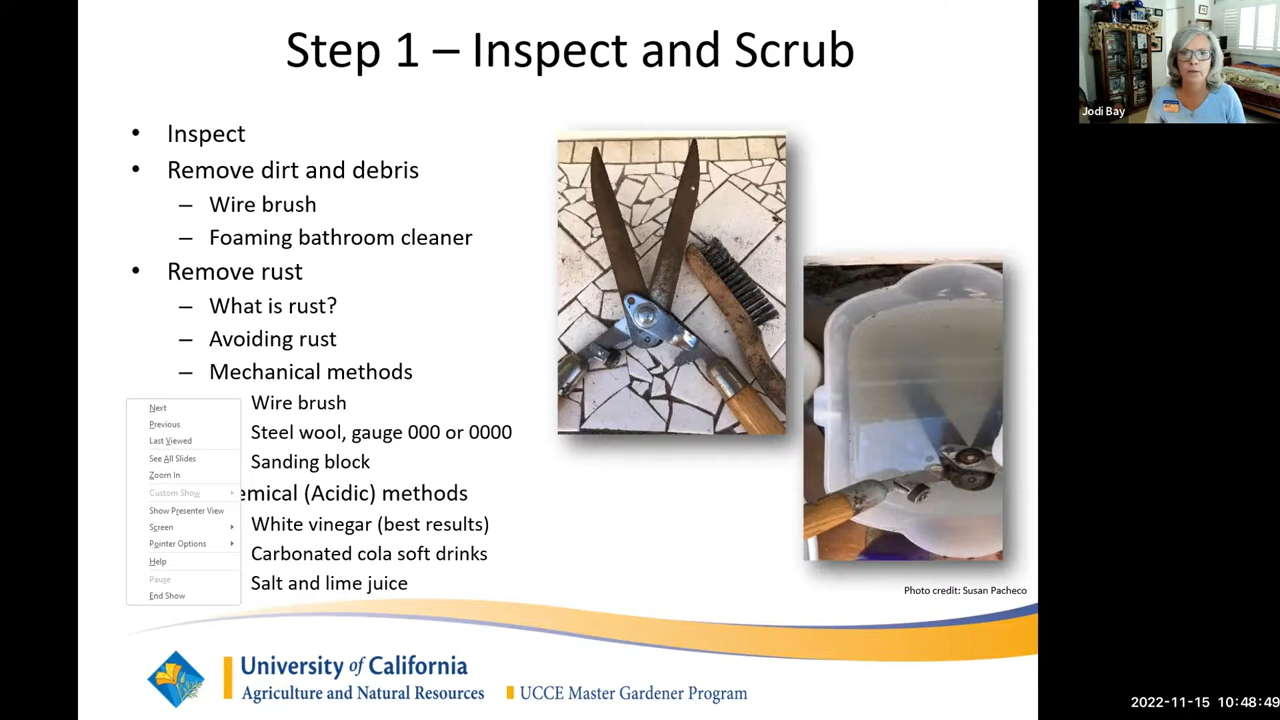 Step 1 – Inspect and Scrub
Jodi Bay
• Inspect
• Remove dirt and debris
– Wire brush
– Foaming bathroom cleaner
• Remove rust
– What is rust?
– Avoiding rust
– Mechanical methods
Wire brush
Steel wool, gauge 000 or 0000
Sanding block
emical (Acidic) methods
White vinegar (best results)
Carbonated cola soft drinks
Salt and lime juice
Next
Previous
Last Viewed
See All Slides
Zoom In
Custom Show
Show Presenter View
Screen
Pointer Options
Help
Pause
End Show
Photo credit: Susan Pacheco
University of California
Agriculture and Natural Resources
UCCE Master Gardener Program
2022-11-15 10:48:49